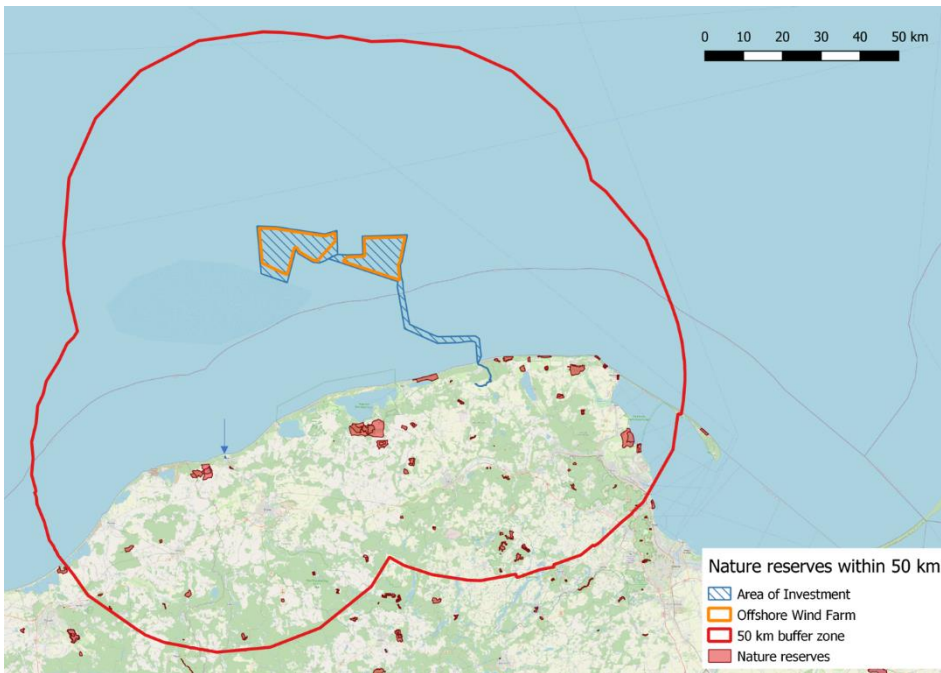 0 10 20 30 40 50 km
Nature reserves within 50 km
Area of Investment
Offshore Wind Farm
50 km buffer zone
Nature reserves